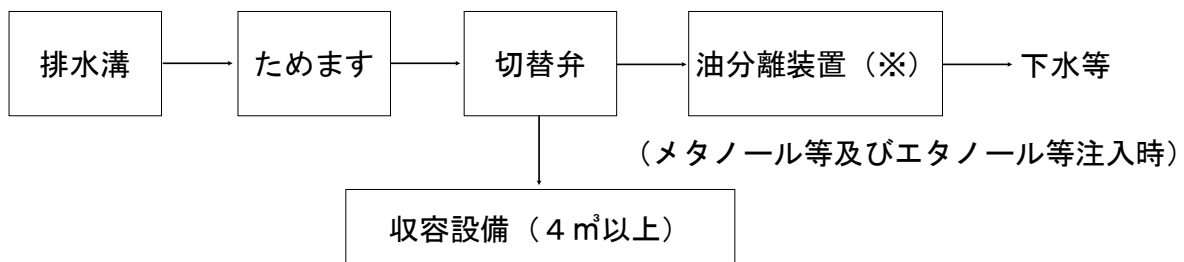 排水溝
ためます
切替弁
油分離装置（※）
下水等
（メタノール等及びエタノール等注入時）
収容設備（４㎥以上）